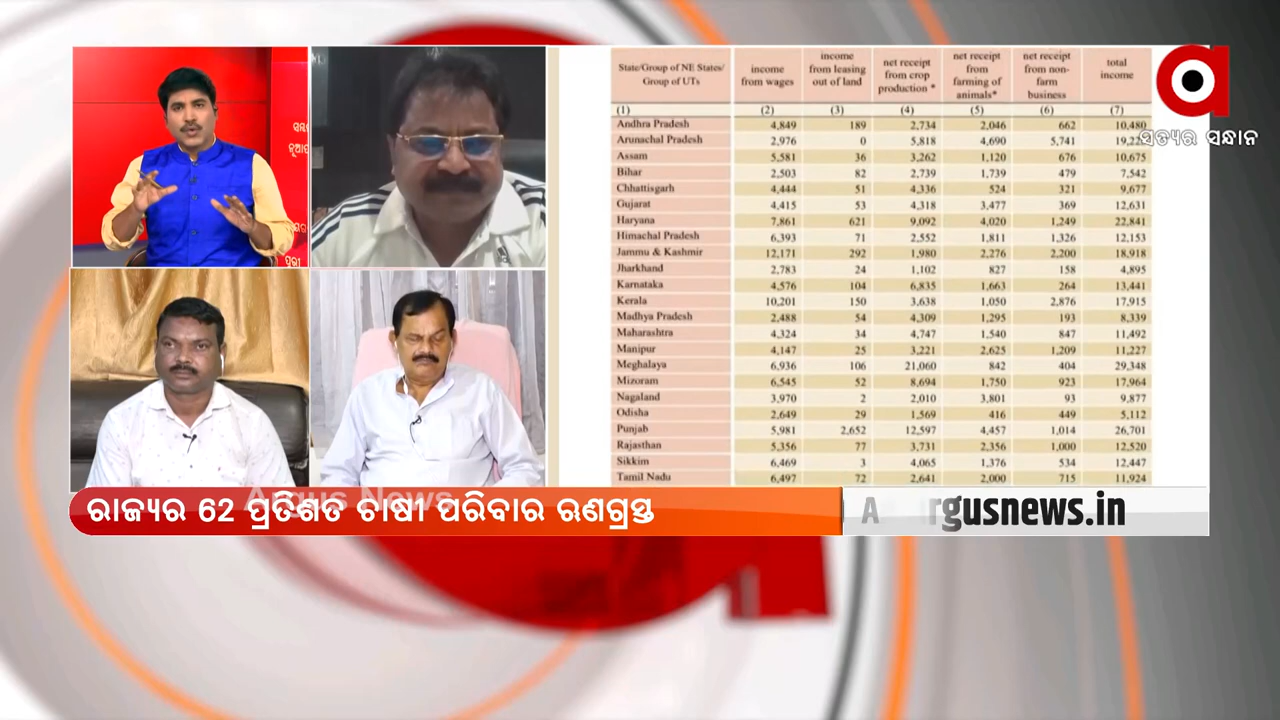 State/Group of NE States/ Group of UTs | income from wages | income from leasing out of land | net receipt from crop production * | net receipt from farming of animals* | net receipt from non-farm business | total income
(1) (2) (3) (4) (5) (6) (7)
Andhra Pradesh 4,849 189 2,734 2,046 662 10,480
Arunachal Pradesh 2,976 0 5,818 4,690 5,741
Assam 5,581 36 3,262 1,120 676 10,675
Bihar 2,503 82 2,739 1,739 479 7,542
Chhattisgarh 4,444 51 4,336 524 321 9,677
Gujarat 4,415 53 4,318 3,477 369 12,631
Haryana 7,861 621 9,092 4,020 1,249 22,841
Himachal Pradesh 6,393 71 2,552 1,811 1,326 12,153
Jammu & Kashmir 12,171 292 1,980 2,276 2,200 18,918
Jharkhand 2,783 24 1,102 827 158 4,895
Karnataka 4,576 104 6,835 1,663 264 13,441
Kerala 10,201 150 3,638 1,050 2,876 17,915
Madhya Pradesh 2,488 54 4,309 1,295 193 8,339
Maharashtra 4,324 34 4,747 1,540 847 11,492
Manipur 4,147 25 3,221 2,625 1,209 11,227
Meghalaya 6,936 106 21,060 842 404 29,348
Mizoram 6,545 52 8,694 1,750 923 17,964
Nagaland 3,970 2 2,010 3,801 93 9,877
Odisha 2,649 29 1,569 416 449 5,112
Punjab 5,981 2,652 12,597 4,457 1,014 26,701
Rajasthan 5,356 77 3,731 2,356 1,000 12,520
Sikkim 6,469 3 4,065 1,376 534 12,447
Tamil Nadu 6,497 72 2,641 2,000 715 11,924
ସତ୍ୟର ସନ୍ଧାନ
Argus News
ରାଜ୍ୟର 62 ପ୍ରତିଶତ ଚାଷୀ ପରିବାର ଋଣଗ୍ରସ୍ତ
A rgusnews.in